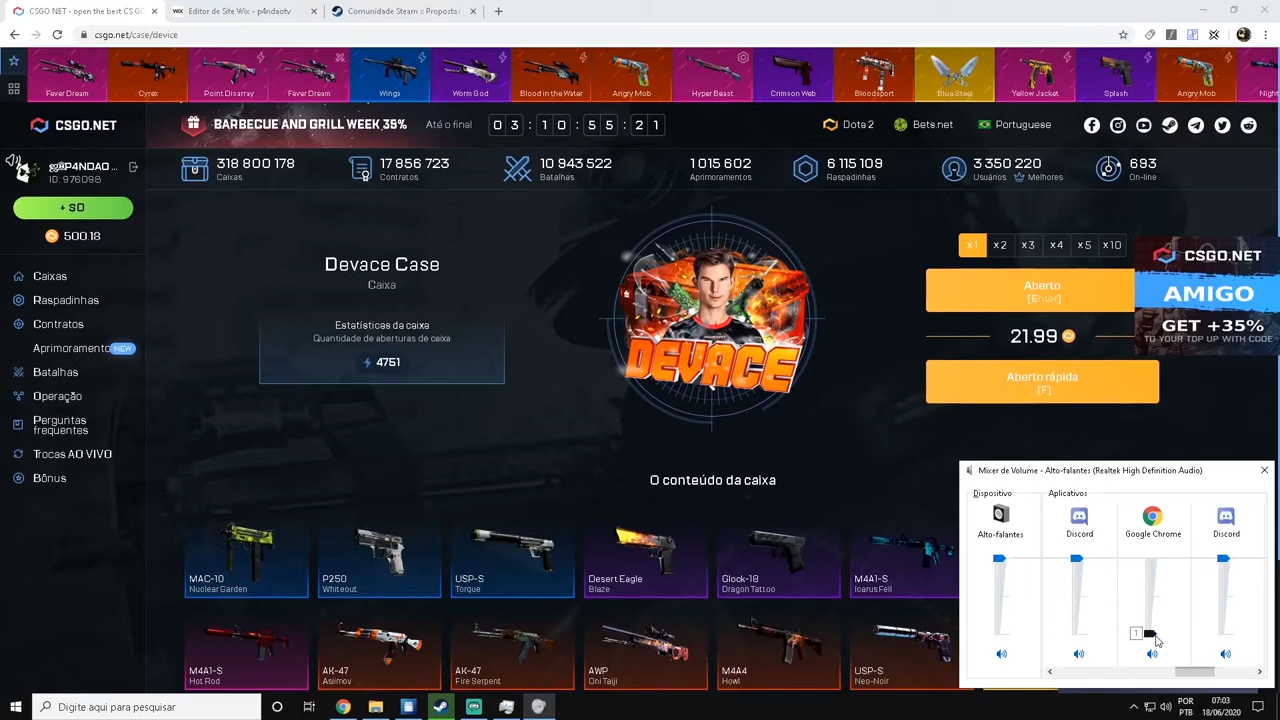 CSGO.NET - open the best CS GO
Editor de Site Wix - p4ndaotv
Comunidade Steam :: Propostas
csgo.net/case/device
Fever Dream
Cyrex
Point Disarray
Fever Dream
Wings
Worm God
Blood in the Water
Angry Mob
Hyper Beast
Crimson Web
Bloodsport
Blue Steel
Yellow Jacket
Splash
Angry Mob
CSGO.NET
BARBECUE AND GRILL WEEK 35%
Até o final
03:10:55:21
Dota 2
Bets.net
Portuguese
P4NDAO ...
ID: 976098
318 800 178
Caixas
17 856 723
Contratos
10 943 522
Batalhas
1 015 602
Aprimoramentos
6 115 109
Raspadinhas
3 350 220
Usuários
Melhores
693
On-line
+ $0
500.18
Caixas
Raspadinhas
Contratos
Aprimoramento NEW
Batalhas
Operação
Perguntas
frequentes
Trocas AO VIVO
Bônus
Devace Case
Caixa
Estatísticas da caixa
Quantidade de aberturas de caixa
4751
DEVACE
x1 x2 x3 x4 x5 x10
Aberto
[Enter]
21.99
Aberto rápida
[F]
CSGO.NET
AMIGO
GET +35%
TO YOUR TOP UP WITH CODE
O conteúdo da caixa
MAC-10
Nuclear Garden
P250
Whiteout
USP-S
Torque
Desert Eagle
Blaze
Glock-18
Dragon Tattoo
M4A1-S
Icarus Fell
M4A1-S
Hot Rod
AK-47
Asiimov
AK-47
Fire Serpent
AWP
Oni Taiji
M4A4
Howl
USP-S
Neo-Noir
Mixer de Volume - Alto-falantes (Realtek High Definition Audio)
Dispositivo
Aplicativos
Alto-falantes
Discord
Google Chrome
Discord
1
Digite aqui para pesquisar
POR
PTB
07:03
18/06/2020